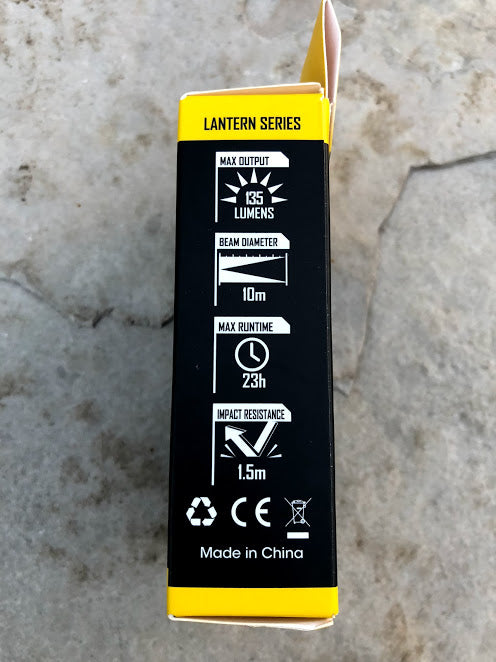 LANTERN SERIES
MAX OUTPUT
135
LUMENS
BEAM DIAMETER
10m
MAX RUNTIME
23h
IMPACT RESISTANCE
1.5m
CE
Made in China